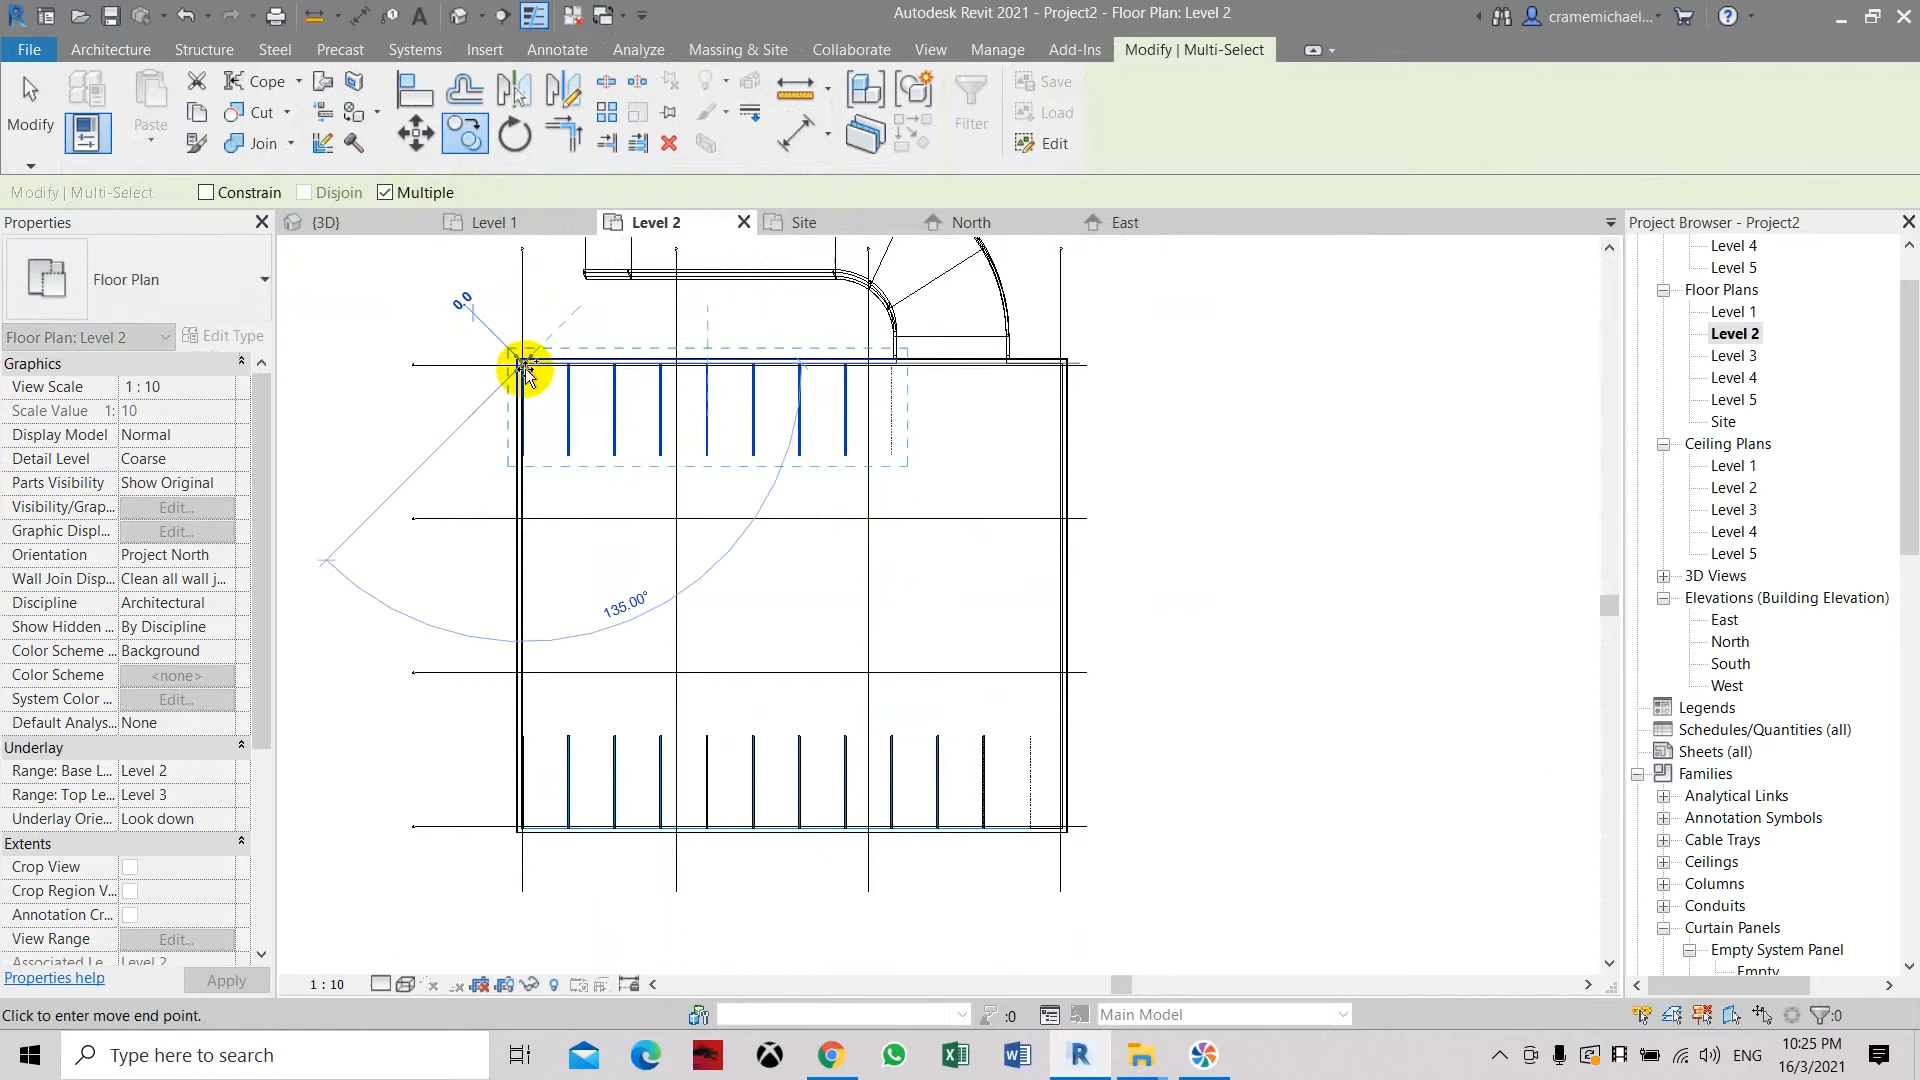 Autodesk Revit 2021 - Project2 - Floor Plan: Level 2
cramemichael...
File Architecture Structure Steel Precast Systems Insert Annotate Analyze Massing & Site Collaborate View Manage Add-Ins Modify | Multi-Select
Modify
Paste
Cope
Cut
Join
Filter
Save
Load
Edit
Modify | Multi-Select Constrain Disjoin Multiple
Properties
{3D} Level 1 Level 2 Site North East
Project Browser - Project2
Floor Plan
Floor Plan: Level 2 Edit Type
Graphics
View Scale 1 : 10
Scale Value 1: 10
Display Model Normal
Detail Level Coarse
Parts Visibility Show Original
Visibility/Grap... Edit...
Graphic Displ... Edit...
Orientation Project North
Wall Join Disp... Clean all wall j...
Discipline Architectural
Show Hidden ... By Discipline
Color Scheme ... Background
Color Scheme <none>
System Color ... Edit...
Default Analys... None
Underlay
Range: Base L... Level 2
Range: Top Le... Level 3
Underlay Orie... Look down
Extents
Crop View
Crop Region V...
Annotation Cr...
View Range Edit...
Associated Le... Level 2
Properties help Apply
0.0
135.00°
Level 4
Level 5
Floor Plans
Level 1
Level 2
Level 3
Level 4
Level 5
Site
Ceiling Plans
Level 1
Level 2
Level 3
Level 4
Level 5
3D Views
Elevations (Building Elevation)
East
North
South
West
Legends
Schedules/Quantities (all)
Sheets (all)
Families
Analytical Links
Annotation Symbols
Cable Trays
Ceilings
Columns
Conduits
Curtain Panels
Empty System Panel
Empty
1 : 10
Click to enter move end point.
:0
Main Model
:0
Type here to search
ENG
10:25 PM
16/3/2021